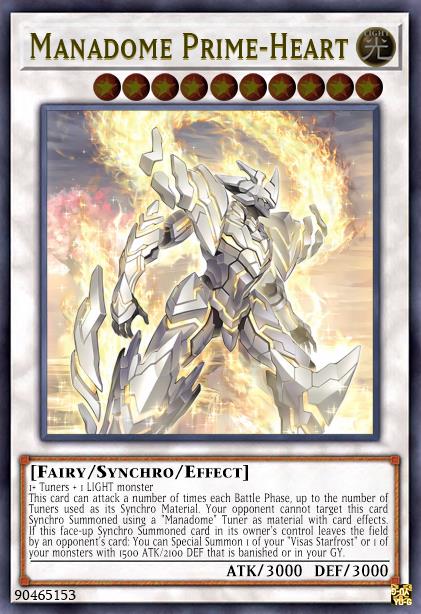 MANADOME PRIME-HEART
LIGHT
光
[FAIRY/SYNCHRO/EFFECT]
1+ Tuners + 1 LIGHT monster
This card can attack a number of times each Battle Phase, up to the number of
Tuners used as its Synchro Material. Your opponent cannot target this card
Synchro Summoned using a "Manadome" Tuner as material with card effects.
If this face-up Synchro Summoned card in its owner's control leaves the field
by an opponent's card: You can Special Summon 1 of your "Visas Starfrost" or 1 of
your monsters with 1500 ATK/2100 DEF that is banished or in your GY.
ATK/3000 DEF/3000
90465153